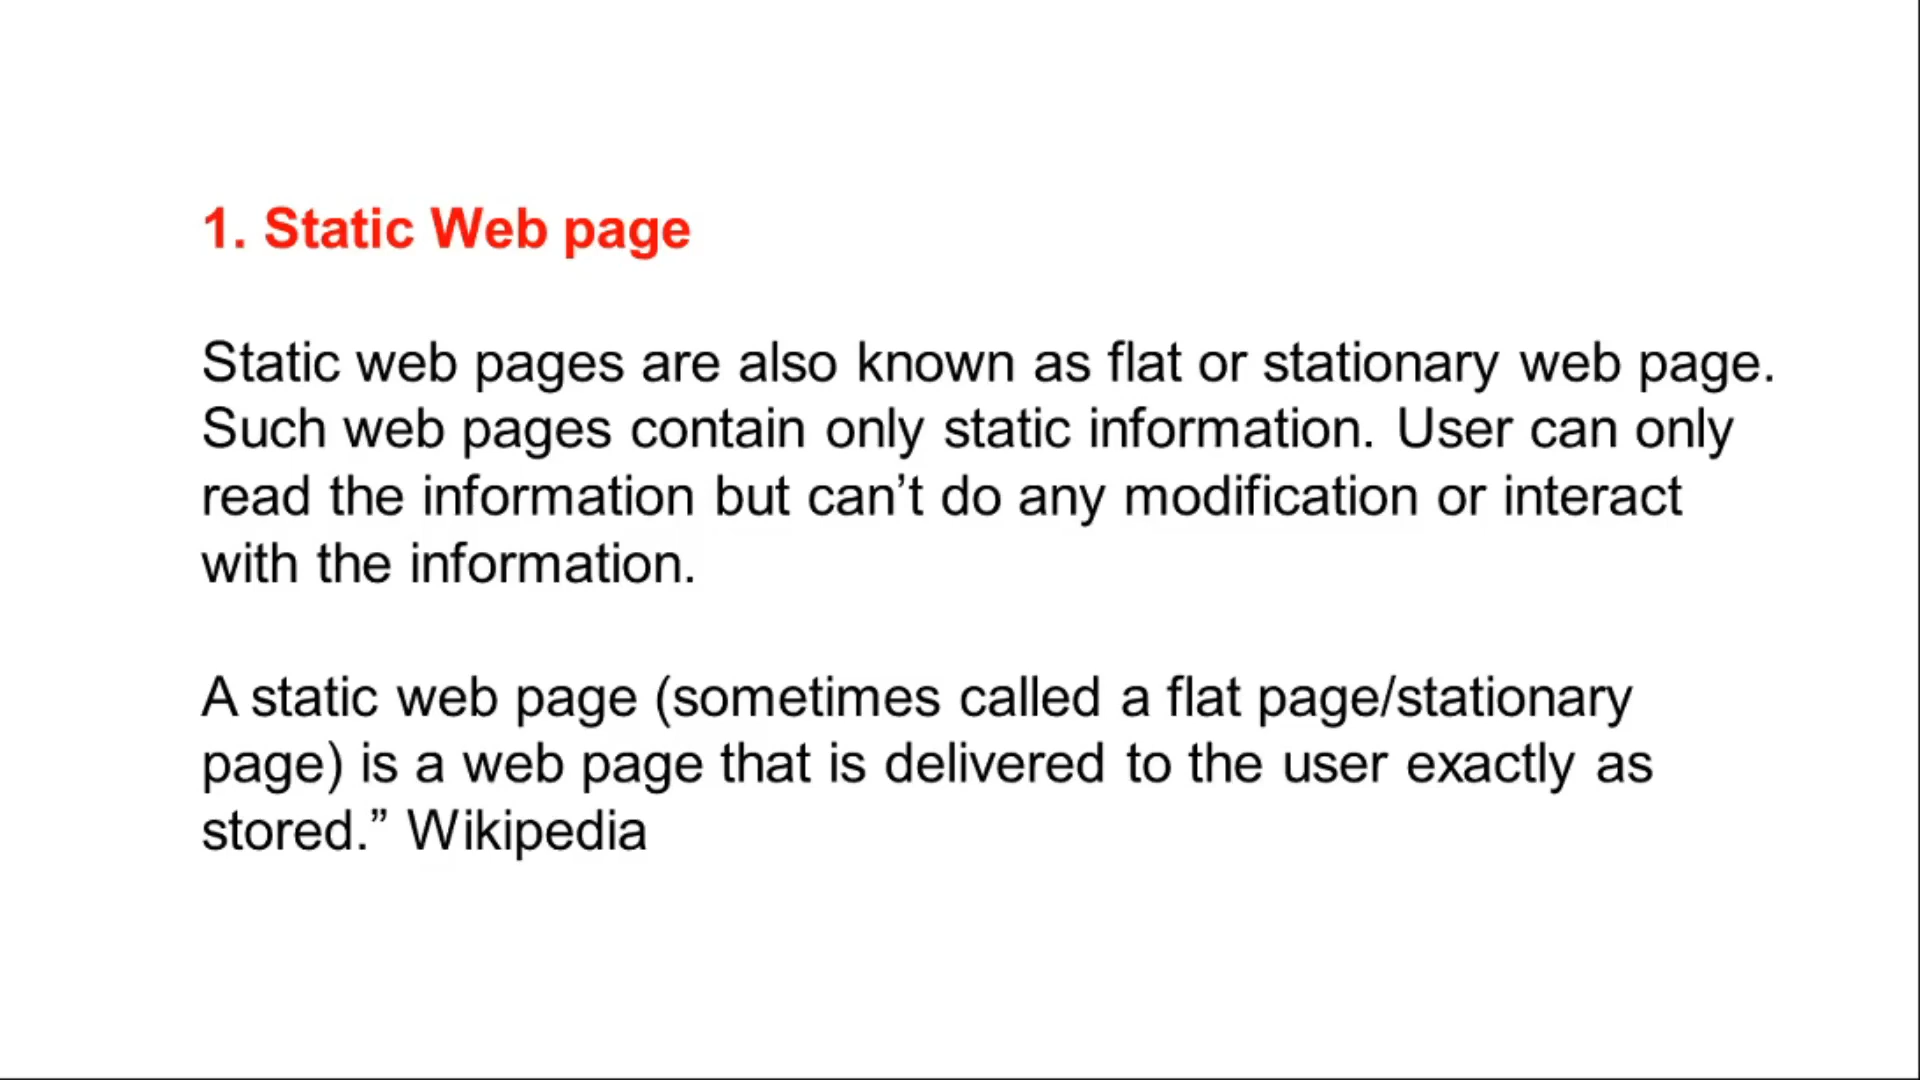 1. Static Web page
Static web pages are also known as flat or stationary web page.
Such web pages contain only static information. User can only
read the information but can’t do any modification or interact
with the information.
A static web page (sometimes called a flat page/stationary
page) is a web page that is delivered to the user exactly as
stored.” Wikipedia